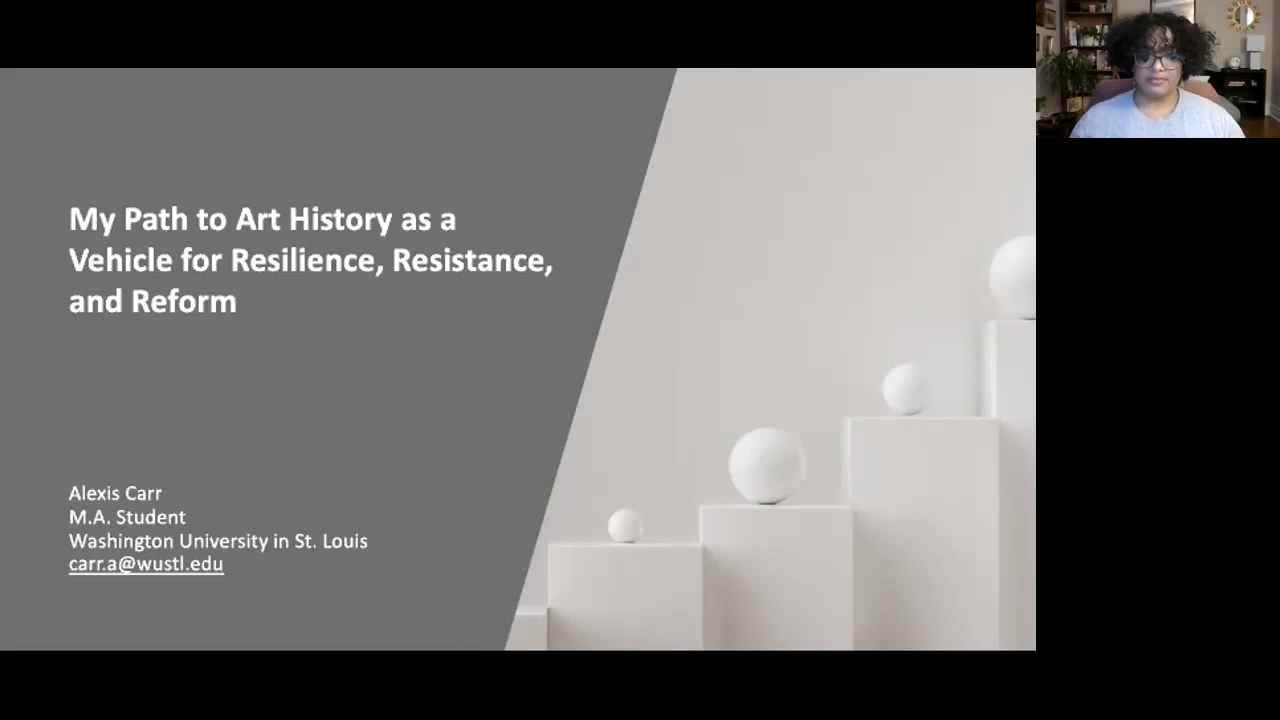 My Path to Art History as a
Vehicle for Resilience, Resistance,
and Reform
Alexis Carr
M.A. Student
Washington University in St. Louis
carr.a@wustl.edu